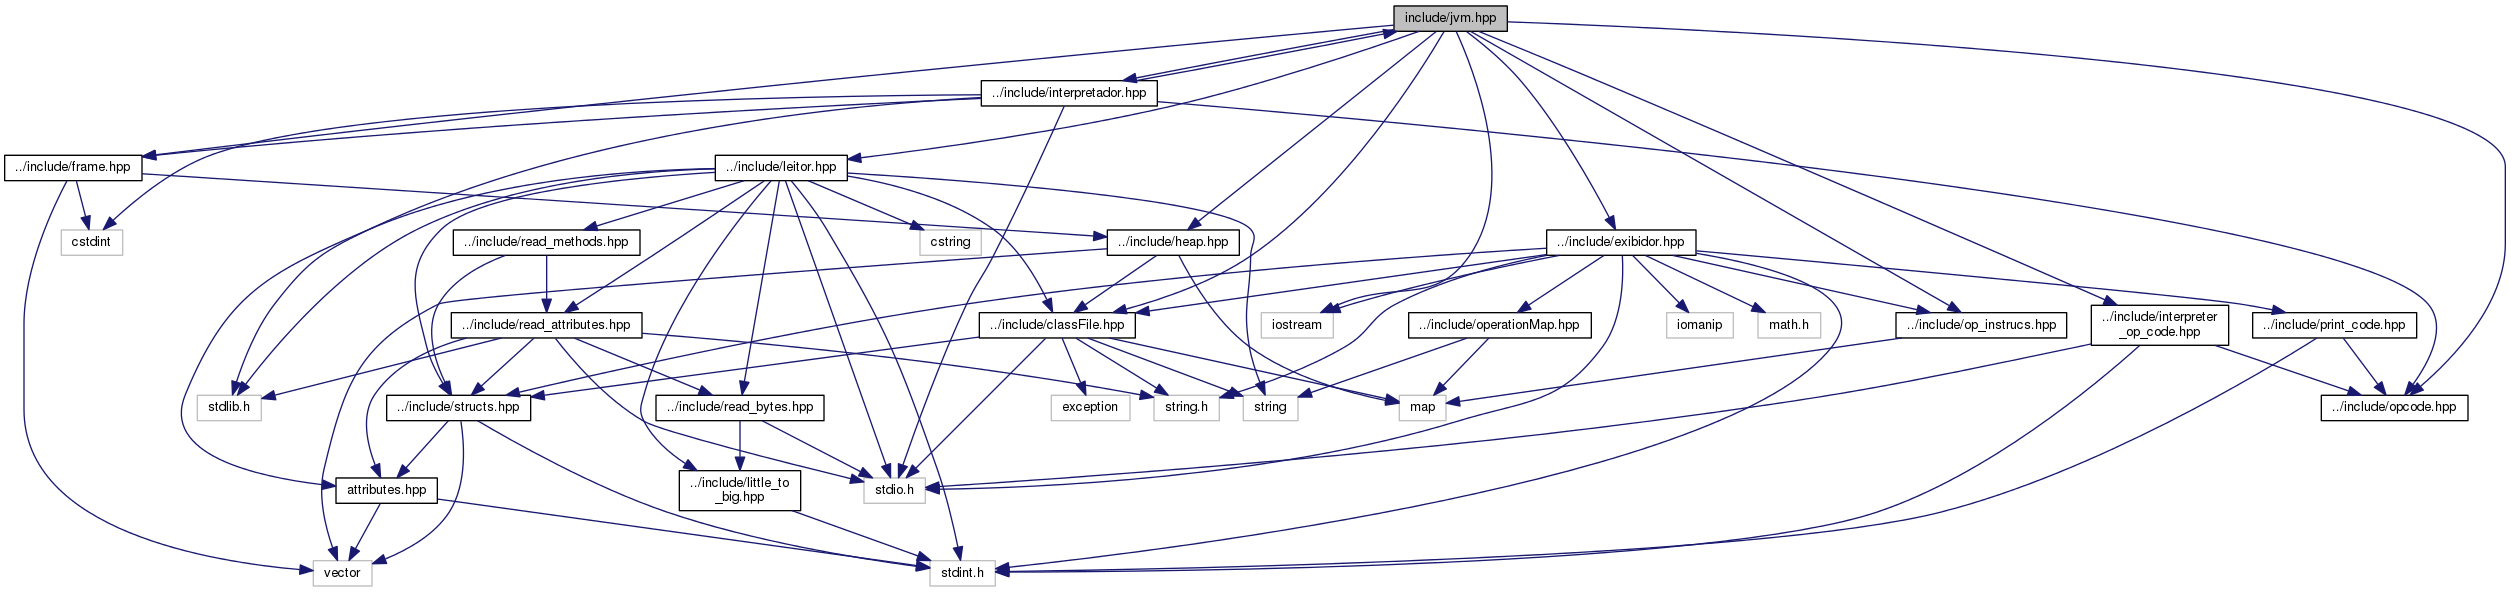 include/jvm.hpp
../include/interpretador.hpp
../include/frame.hpp
../include/leitor.hpp
cstdint
../include/read_methods.hpp
cstring
../include/heap.hpp
../include/exibidor.hpp
../include/read_attributes.hpp
../include/classFile.hpp
iostream
../include/operationMap.hpp
iomanip
math.h
../include/op_instrucs.hpp
../include/interpreter
_op_code.hpp
../include/print_code.hpp
stdlib.h
../include/structs.hpp
../include/read_bytes.hpp
exception
string.h
string
map
../include/opcode.hpp
attributes.hpp
../include/little_to
_big.hpp
stdio.h
vector
stdint.h